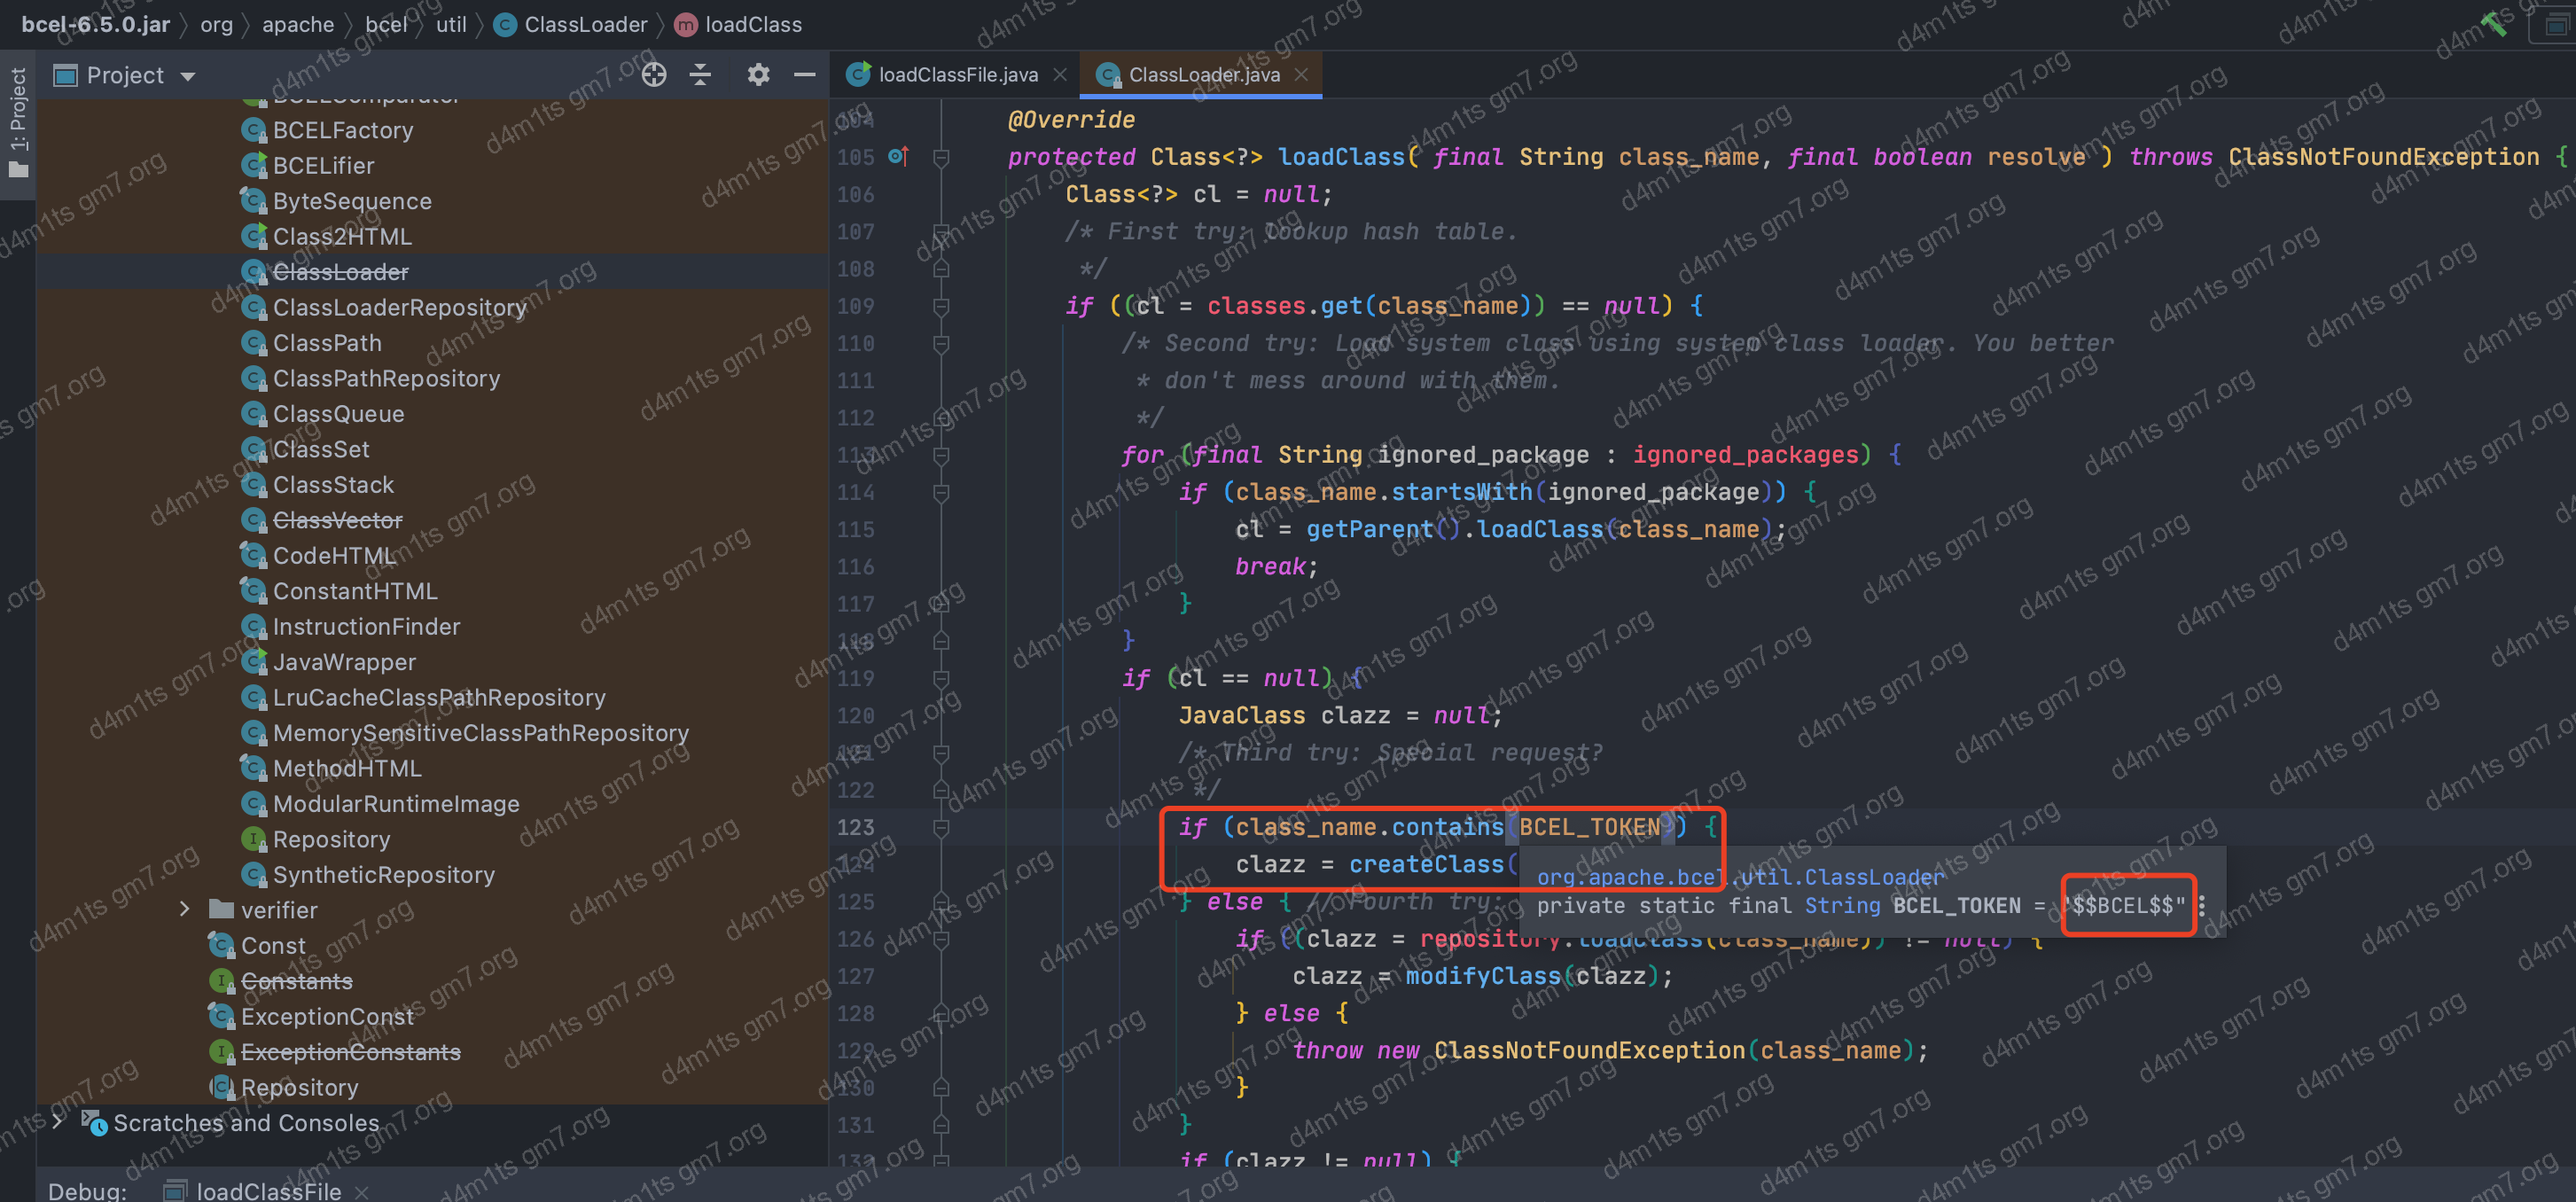 bcel-6.5.0.jar org apache bcel util ClassLoader loadClass
1: Project
Project
BCELComparator
BCELFactory
BCELifier
ByteSequence
Class2HTML
ClassLoader
ClassLoaderRepository
ClassPath
ClassPathRepository
ClassQueue
ClassSet
ClassStack
ClassVector
CodeHTML
ConstantHTML
InstructionFinder
JavaWrapper
LruCacheClassPathRepository
MemorySensitiveClassPathRepository
MethodHTML
ModularRuntimeImage
Repository
SyntheticRepository
verifier
Const
Constants
ExceptionConst
ExceptionConstants
Repository
Scratches and Consoles
loadClassFile.java ClassLoader.java
104 @Override
105 protected Class<?> loadClass( final String class_name, final boolean resolve ) throws ClassNotFoundException {
106 Class<?> cl = null;
107 /* First try: lookup hash table.
108 */
109 if ((cl = classes.get(class_name)) == null) {
110 /* Second try: Load system class using system class loader. You better
111 * don't mess around with them.
112 */
113 for (final String ignored_package : ignored_packages) {
114 if (class_name.startsWith(ignored_package)) {
115 cl = getParent().loadClass(class_name);
116 break;
117 }
118 }
119 if (cl == null) {
120 JavaClass clazz = null;
121 /* Third try: Special request?
122 */
123 if (class_name.contains(BCEL_TOKEN)) {
124 clazz = createClass(
org.apache.bcel.util.ClassLoader
private static final String BCEL_TOKEN = "$$BCEL$$"
125 } else { // Fourth try:
126 if ((clazz = repository.loadClass(class_name)) != null) {
127 clazz = modifyClass(clazz);
128 } else {
129 throw new ClassNotFoundException(class_name);
130 }
131 }
132 if (clazz != null) {
Debug: loadClassFile
d4m1ts gm7.org